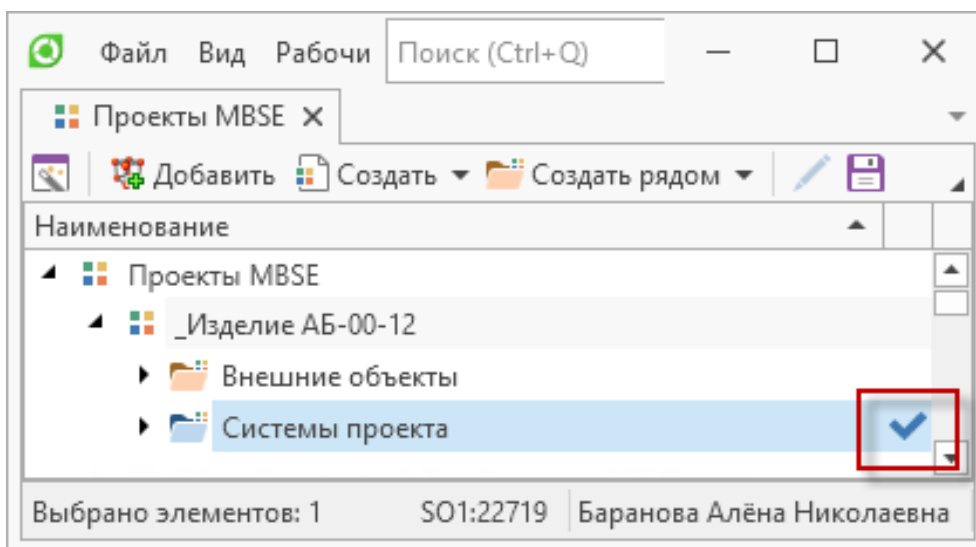 Файл Вид Рабочи Поиск (Ctrl+Q)
Проекты MBSE
Добавить Создать Создать рядом
Наименование
Проекты MBSE
_Изделие АБ-00-12
Внешние объекты
Системы проекта
Выбрано элементов: 1 SO1:22719 Баранова Алёна Николаевна